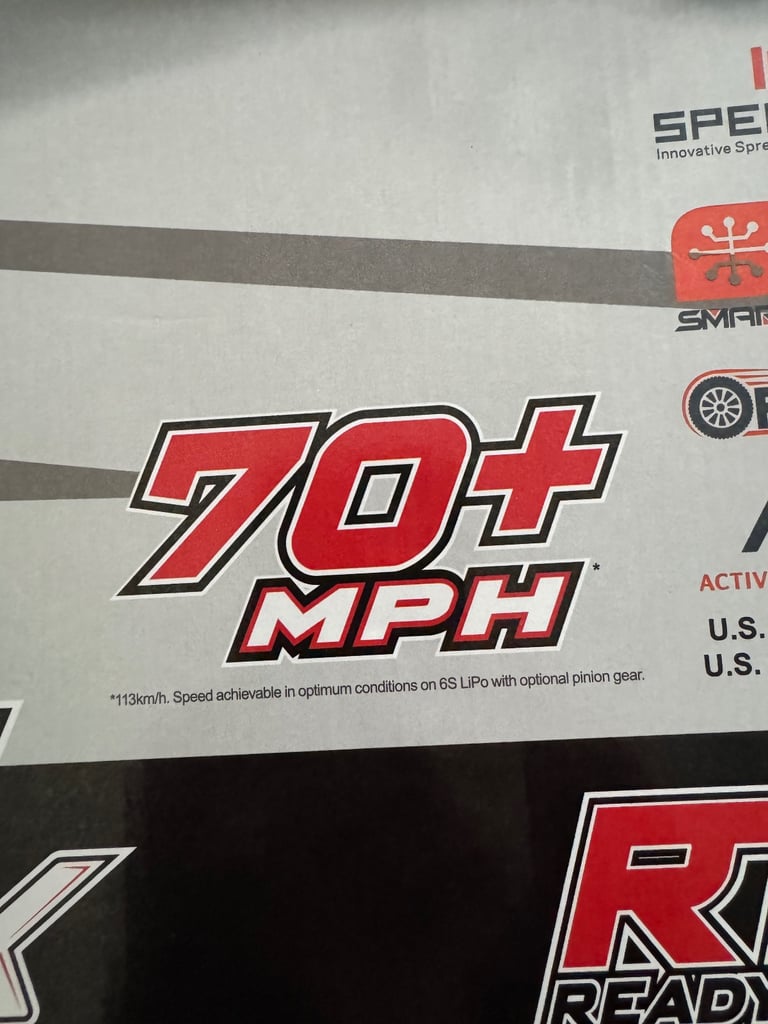 SPE
Innovative Spre
SMAR
70+
MPH*
*113km/h. Speed achievable in optimum conditions on 6S LiPo with optional pinion gear.
ACTIV
U.S.
U.S.
R
READY